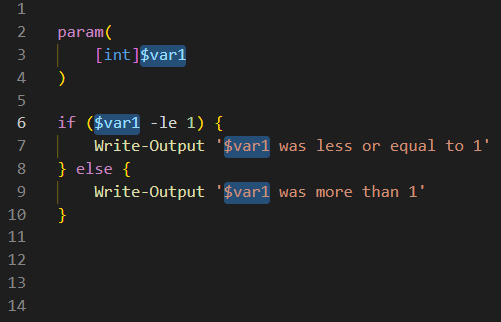 1
2 param(
3 [int]$var1
4 )
5
6 if ($var1 -le 1) {
7 Write-Output '$var1 was less or equal to 1'
8 } else {
9 Write-Output '$var1 was more than 1'
10 }
11
12
13
14